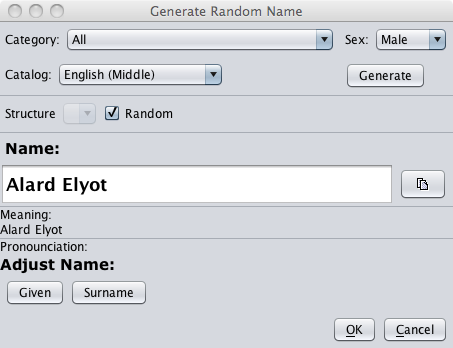 Generate Random Name
Category: All Sex: Male
Catalog: English (Middle) Generate
Structure Random
Name:
Alard Elyot
Meaning:
Alard Elyot
Pronounciation:
Adjust Name:
Given Surname
OK Cancel